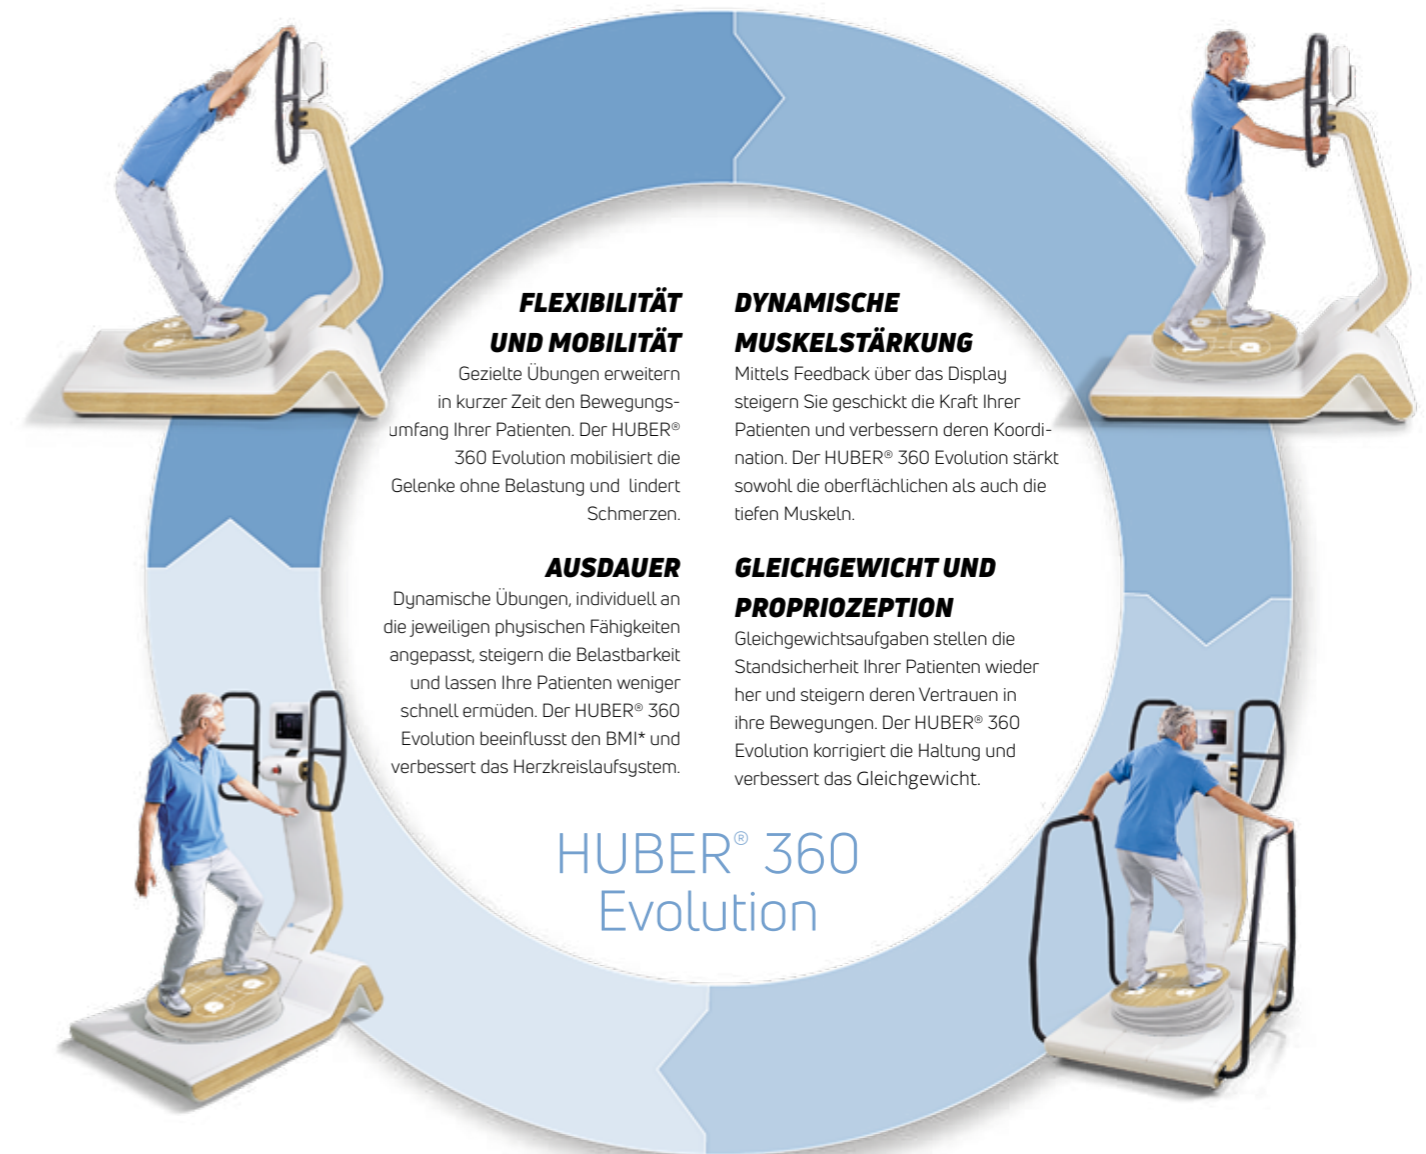 FLEXIBILITÄT
UND MOBILITÄT
Gezielte Übungen erweitern
in kurzer Zeit den Bewegungs-
umfang Ihrer Patienten. Der HUBER®
360 Evolution mobilisiert die
Gelenke ohne Belastung und lindert
Schmerzen.
DYNAMISCHE
MUSKELSTÄRKUNG
Mittels Feedback über das Display
steigern Sie geschickt die Kraft Ihrer
Patienten und verbessern deren Koordi-
nation. Der HUBER® 360 Evolution stärkt
sowohl die oberflächlichen als auch die
tiefen Muskeln.
AUSDAUER
Dynamische Übungen, individuell an
die jeweiligen physischen Fähigkeiten
angepasst, steigern die Belastbarkeit
und lassen Ihre Patienten weniger
schnell ermüden. Der HUBER® 360
Evolution beeinflusst den BMI* und
verbessert das Herzkreislaufsystem.
GLEICHGEWICHT UND
PROPRIOZEPTION
Gleichgewichtsaufgaben stellen die
Standsicherheit Ihrer Patienten wieder
her und steigern deren Vertrauen in
ihre Bewegungen. Der HUBER® 360
Evolution korrigiert die Haltung und
verbessert das Gleichgewicht.
HUBER® 360
Evolution